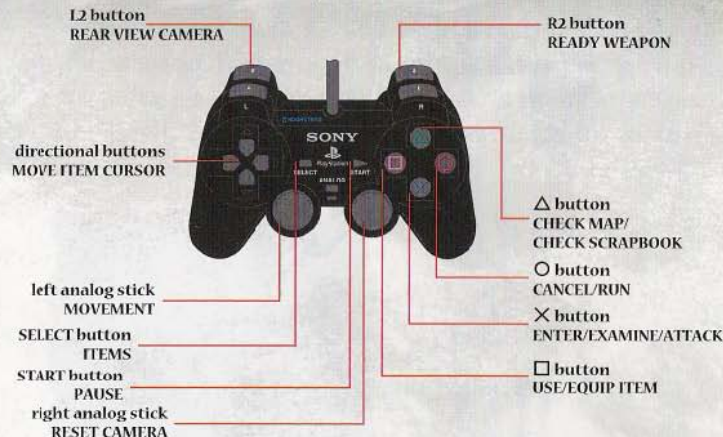 L2 button
REAR VIEW CAMERA
R2 button
READY WEAPON
L
R
SONY
PlayStation
SELECT
START
directional buttons
MOVE ITEM CURSOR
△ button
CHECK MAP/
CHECK SCRAPBOOK
○ button
CANCEL/RUN
× button
ENTER/EXAMINE/ATTACK
□ button
USE/EQUIP ITEM
left analog stick
MOVEMENT
SELECT button
ITEMS
START button
PAUSE
right analog stick
RESET CAMERA